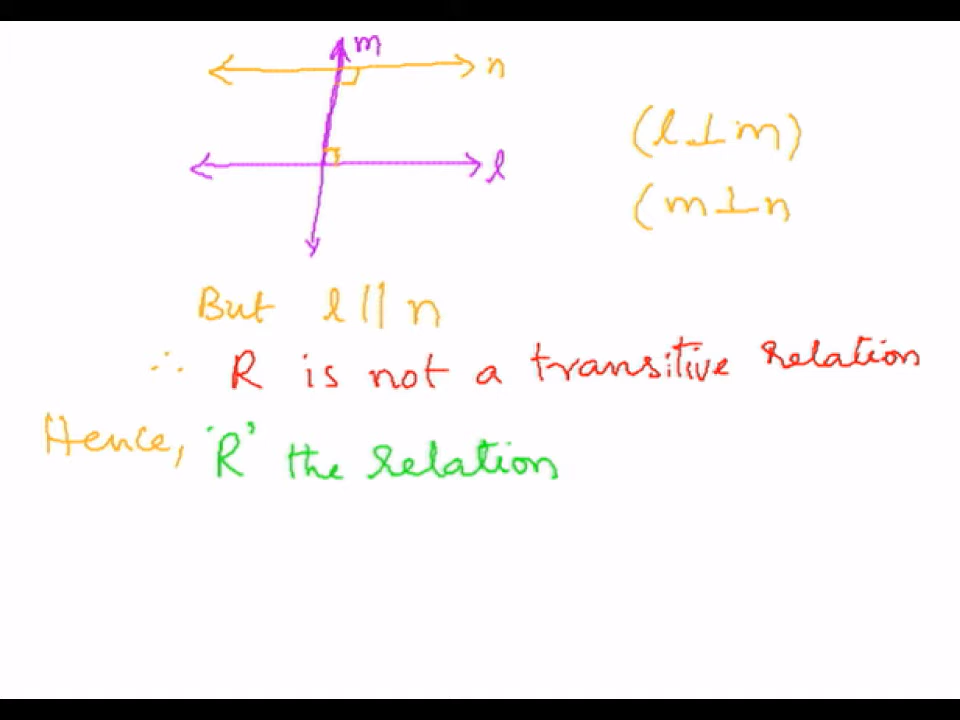 m
n
l
(l⊥m)
(m⊥n
But l || n
∴ R is not a transitive relation
Hence, 'R' the relation